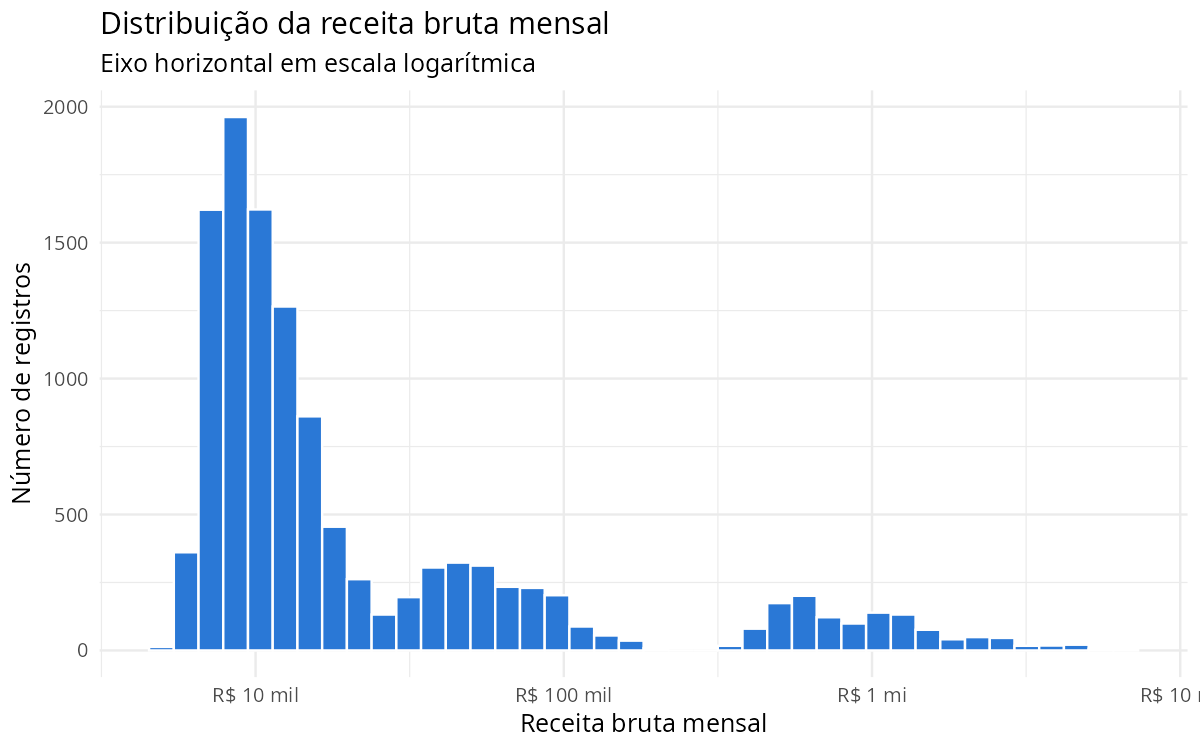 Distribuição da receita bruta mensal
Eixo horizontal em escala logarítmica
Número de registros
2000
1500
1000
500
0
R$ 10 mil
R$ 100 mil
R$ 1 mi
R$ 10
Receita bruta mensal